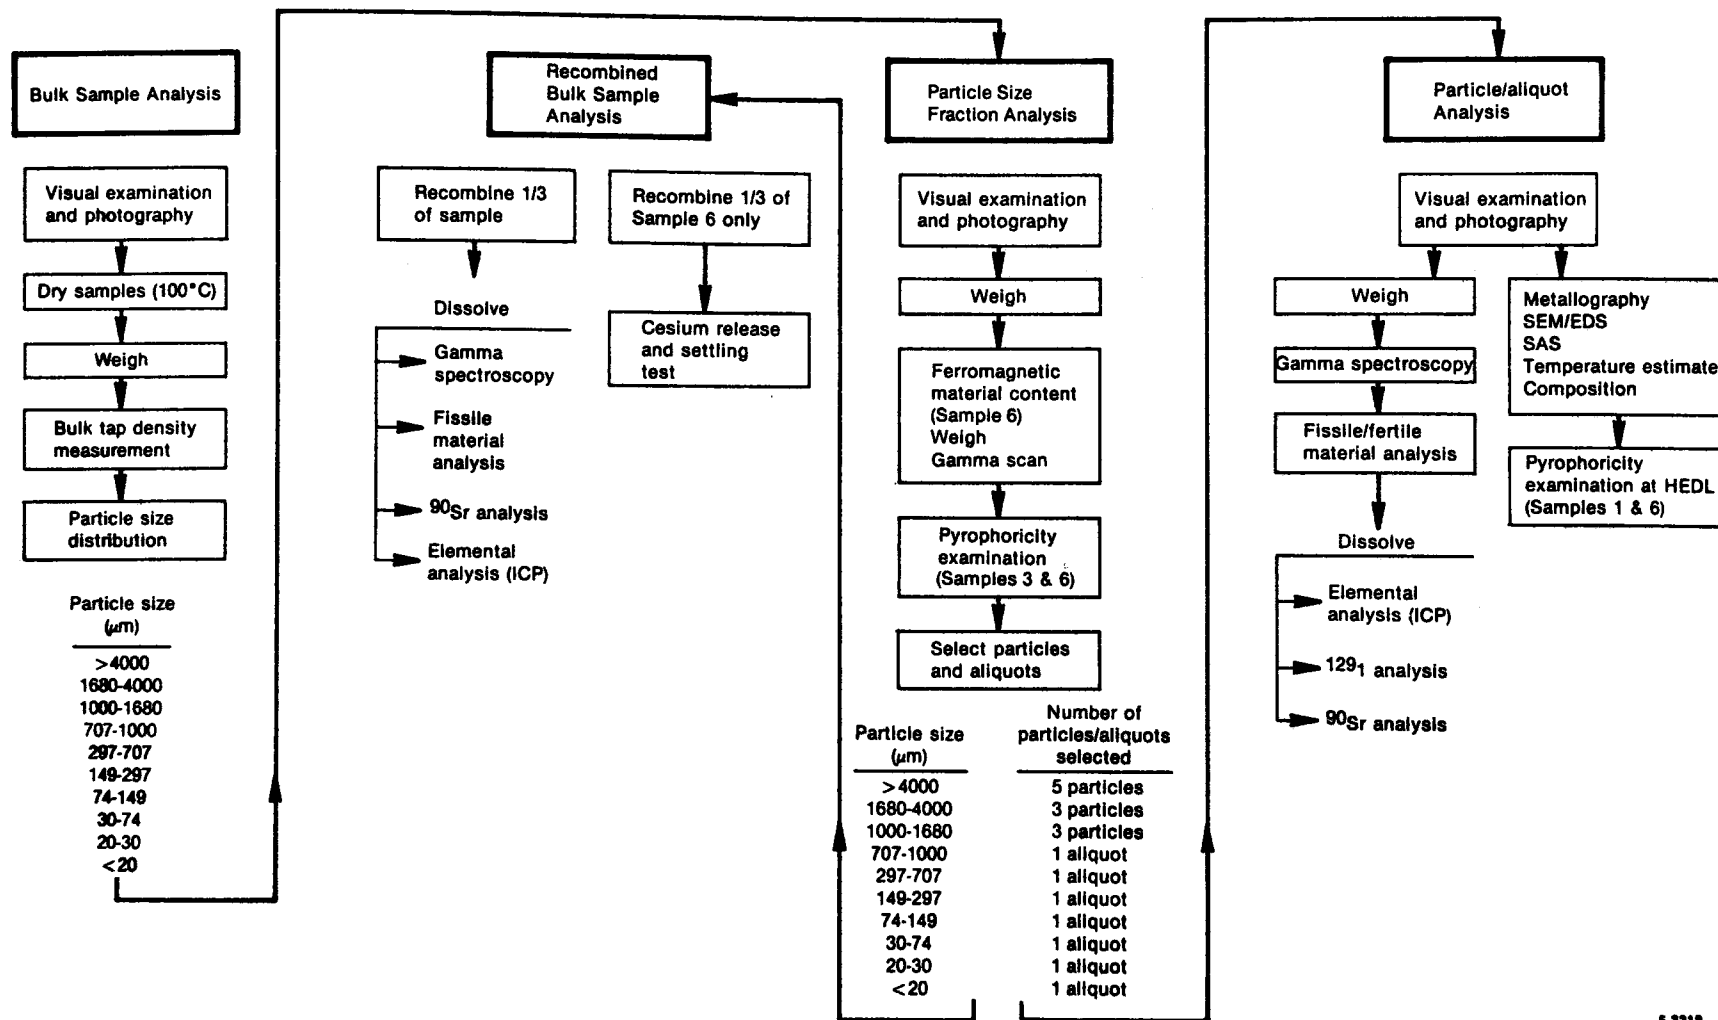 Bulk Sample Analysis
Visual examination
and photography
Dry samples (100°C)
Weigh
Bulk tap density
measurement
Particle size
distribution
Particle size
(μm)
>4000
1680-4000
1000-1680
707-1000
297-707
149-297
74-149
30-74
20-30
<20
Recombined
Bulk Sample
Analysis
Recombine 1/3
of sample
Dissolve
Gamma
spectroscopy
Fissile
material
analysis
90Sr analysis
Elemental
analysis (ICP)
Recombine 1/3 of
Sample 6 only
Cesium release
and settling
test
Particle Size
Fraction Analysis
Visual examination
and photography
Weigh
Ferromagnetic
material content
(Sample 6)
Weigh
Gamma scan
Pyrophoricity
examination
(Samples 3 & 6)
Select particles
and aliquots
Particle size
(μm)
>4000
1680-4000
1000-1680
707-1000
297-707
149-297
74-149
30-74
20-30
<20
Number of
particles/aliquots
selected
5 particles
3 particles
3 particles
1 aliquot
1 aliquot
1 aliquot
1 aliquot
1 aliquot
1 aliquot
1 aliquot
Particle/aliquot
Analysis
Visual examination
and photography
Weigh
Gamma spectroscopy
Fissile/fertile
material analysis
Dissolve
Elemental
analysis (ICP)
129I analysis
90Sr analysis
Metallography
SEM/EDS
SAS
Temperature estimate
Composition
Pyrophoricity
examination at HEDL
(Samples 1 & 6)